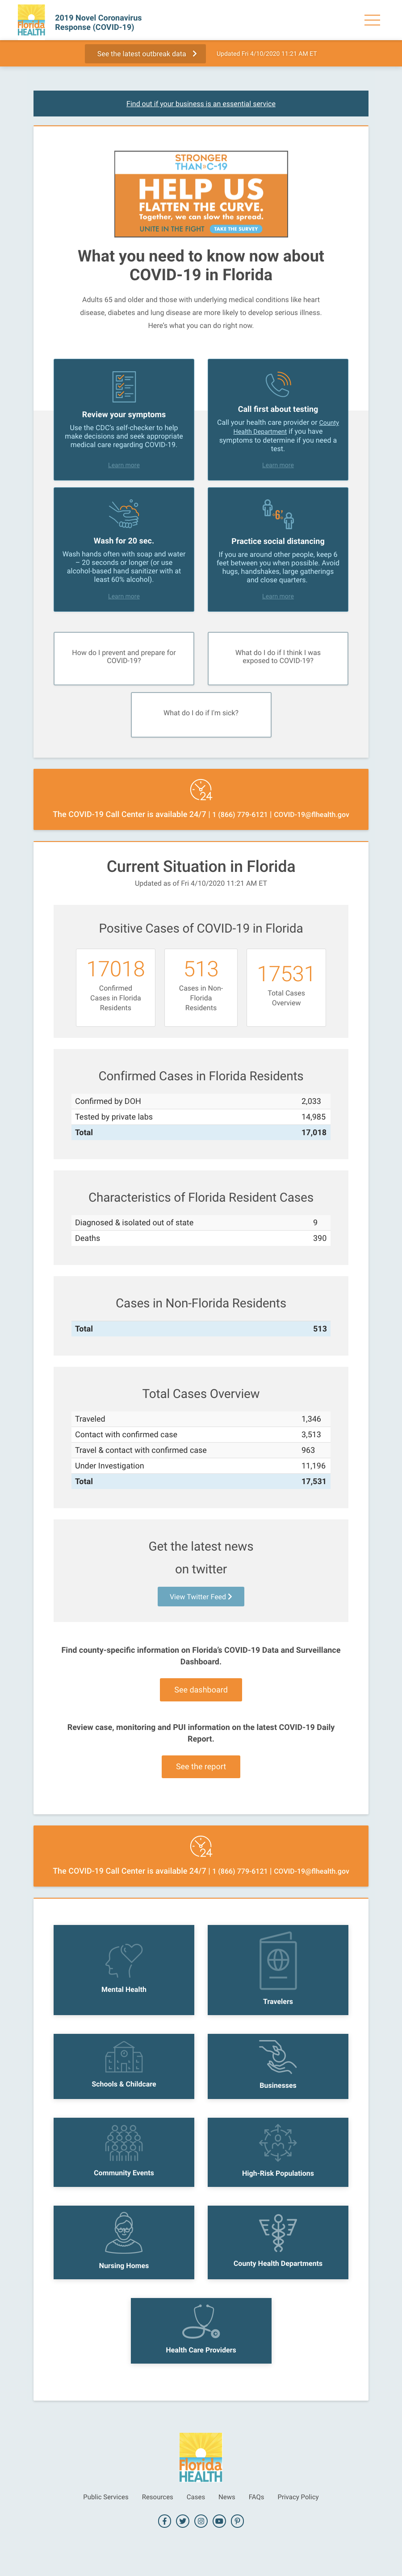 Florida
HEALTH
2019 Novel Coronavirus
Response (COVID-19)
See the latest outbreak data
Updated Fri 4/10/2020 11:21 AM ET
Find out if your business is an essential service
STRONGER
THAN C-19
HELP US
FLATTEN THE CURVE.
Together, we can slow the spread.
UNITE IN THE FIGHT
TAKE THE SURVEY
What you need to know now about
COVID-19 in Florida
Adults 65 and older and those with underlying medical conditions like heart
disease, diabetes and lung disease are more likely to develop serious illness.
Here's what you can do right now.
Review your symptoms
Use the CDC's self-checker to help
make decisions and seek appropriate
medical care regarding COVID-19.
Learn more
Call first about testing
Call your health care provider or County
Health Department if you have
symptoms to determine if you need a
test.
Learn more
Wash for 20 sec.
Wash hands often with soap and water
– 20 seconds or longer (or use
alcohol-based hand sanitizer with at
least 60% alcohol).
Learn more
6'
Practice social distancing
If you are around other people, keep 6
feet between you when possible. Avoid
hugs, handshakes, large gatherings
and close quarters.
Learn more
How do I prevent and prepare for
COVID-19?
What do I do if I think I was
exposed to COVID-19?
What do I do if I'm sick?
24
The COVID-19 Call Center is available 24/7 | 1 (866) 779-6121 | COVID-19@flhealth.gov
Current Situation in Florida
Updated as of Fri 4/10/2020 11:21 AM ET
Positive Cases of COVID-19 in Florida
17018
Confirmed
Cases in Florida
Residents
513
Cases in Non-
Florida
Residents
17531
Total Cases
Overview
Confirmed Cases in Florida Residents
Confirmed by DOH 2,033
Tested by private labs 14,985
Total 17,018
Characteristics of Florida Resident Cases
Diagnosed & isolated out of state 9
Deaths 390
Cases in Non-Florida Residents
Total 513
Total Cases Overview
Traveled 1,346
Contact with confirmed case 3,513
Travel & contact with confirmed case 963
Under Investigation 11,196
Total 17,531
Get the latest news
on twitter
View Twitter Feed
Find county-specific information on Florida's COVID-19 Data and Surveillance
Dashboard.
See dashboard
Review case, monitoring and PUI information on the latest COVID-19 Daily
Report.
See the report
24
The COVID-19 Call Center is available 24/7 | 1 (866) 779-6121 | COVID-19@flhealth.gov
Mental Health
Travelers
Schools & Childcare
Businesses
Community Events
High-Risk Populations
Nursing Homes
County Health Departments
Health Care Providers
Florida
HEALTH
Public Services Resources Cases News FAQs Privacy Policy